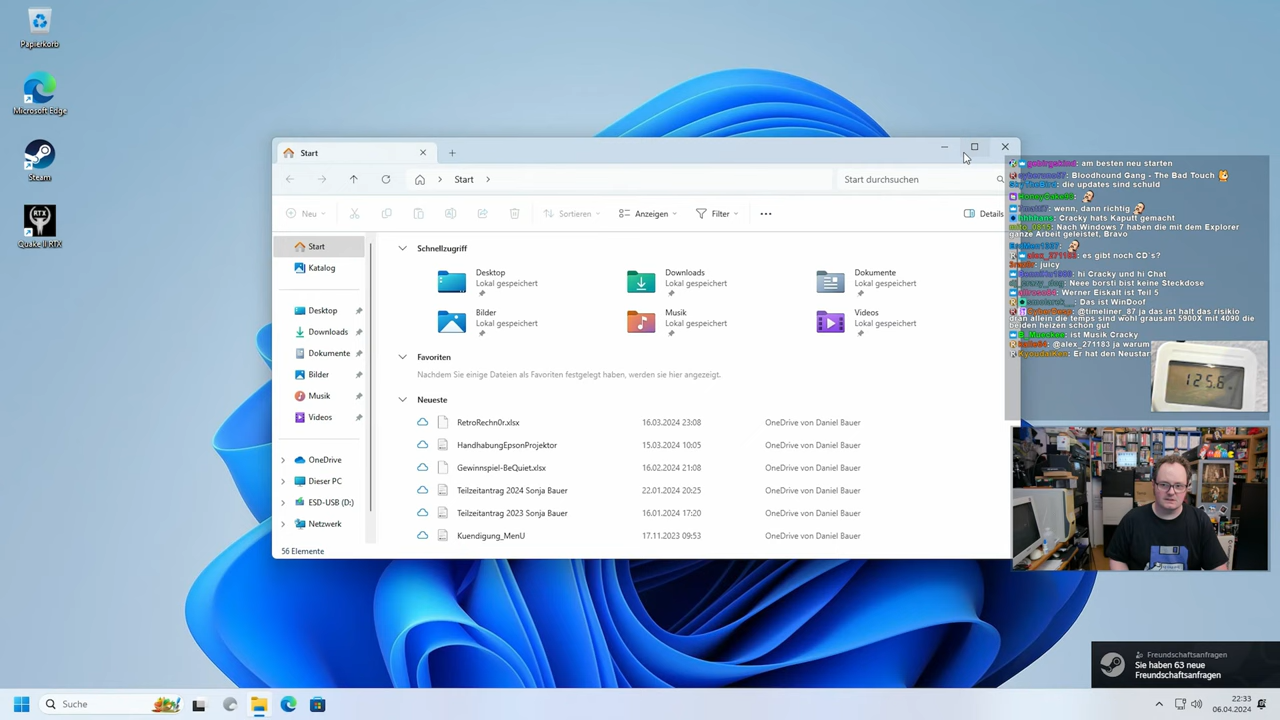 Papierkorb
Microsoft Edge
Steam
RTX
Quake II RTX
Start
Start
Start durchsuchen
Neu
Sortieren
Anzeigen
Filter
Details
Start
Katalog
Desktop
Downloads
Dokumente
Bilder
Musik
Videos
OneDrive
Dieser PC
ESD-USB (D:)
Netzwerk
Schnellzugriff
Desktop
Lokal gespeichert
Downloads
Lokal gespeichert
Dokumente
Lokal gespeichert
Bilder
Lokal gespeichert
Musik
Lokal gespeichert
Videos
Lokal gespeichert
Favoriten
Nachdem Sie einige Dateien als Favoriten festgelegt haben, werden sie hier angezeigt.
Neueste
RetroRechn0r.xlsx 16.03.2024 23:08 OneDrive von Daniel Bauer
HandhabungEpsonProjektor 15.03.2024 10:05 OneDrive von Daniel Bauer
Gewinnspiel-BeQuiet.xlsx 16.02.2024 21:08 OneDrive von Daniel Bauer
Teilzeitantrag 2024 Sonja Bauer 22.01.2024 20:25 OneDrive von Daniel Bauer
Teilzeitantrag 2023 Sonja Bauer 16.01.2024 17:20 OneDrive von Daniel Bauer
Kuendigung_MenU 17.11.2023 09:53 OneDrive von Daniel Bauer
56 Elemente
am besten neu starten
Bloodhound Gang - The Bad Touch
die updates sind schuld
wenn, dann richtig
Cracky hats Kaputt gemacht
Nach Windows 7 haben die mit dem Explorer
ganze Arbeit geleistet, Bravo
alex_271183: es gibt noch CD`s?
juicy
hi Cracky und hi Chat
Neee borsti bist keine Steckdose
Werner Eiskalt ist Teil 5
Das ist WinDoof
@timeliner_87 ja das ist halt das risikio
dran allein die temps sind wohl grausam 5900X mit 4090 die
beiden heizen schon gut
ist Musik Cracky
@alex_271183 ja warum
Er hat den Neustar
125.8
Freundschaftsanfragen
Sie haben 63 neue
Freundschaftsanfragen
Suche
22:33
06.04.2024